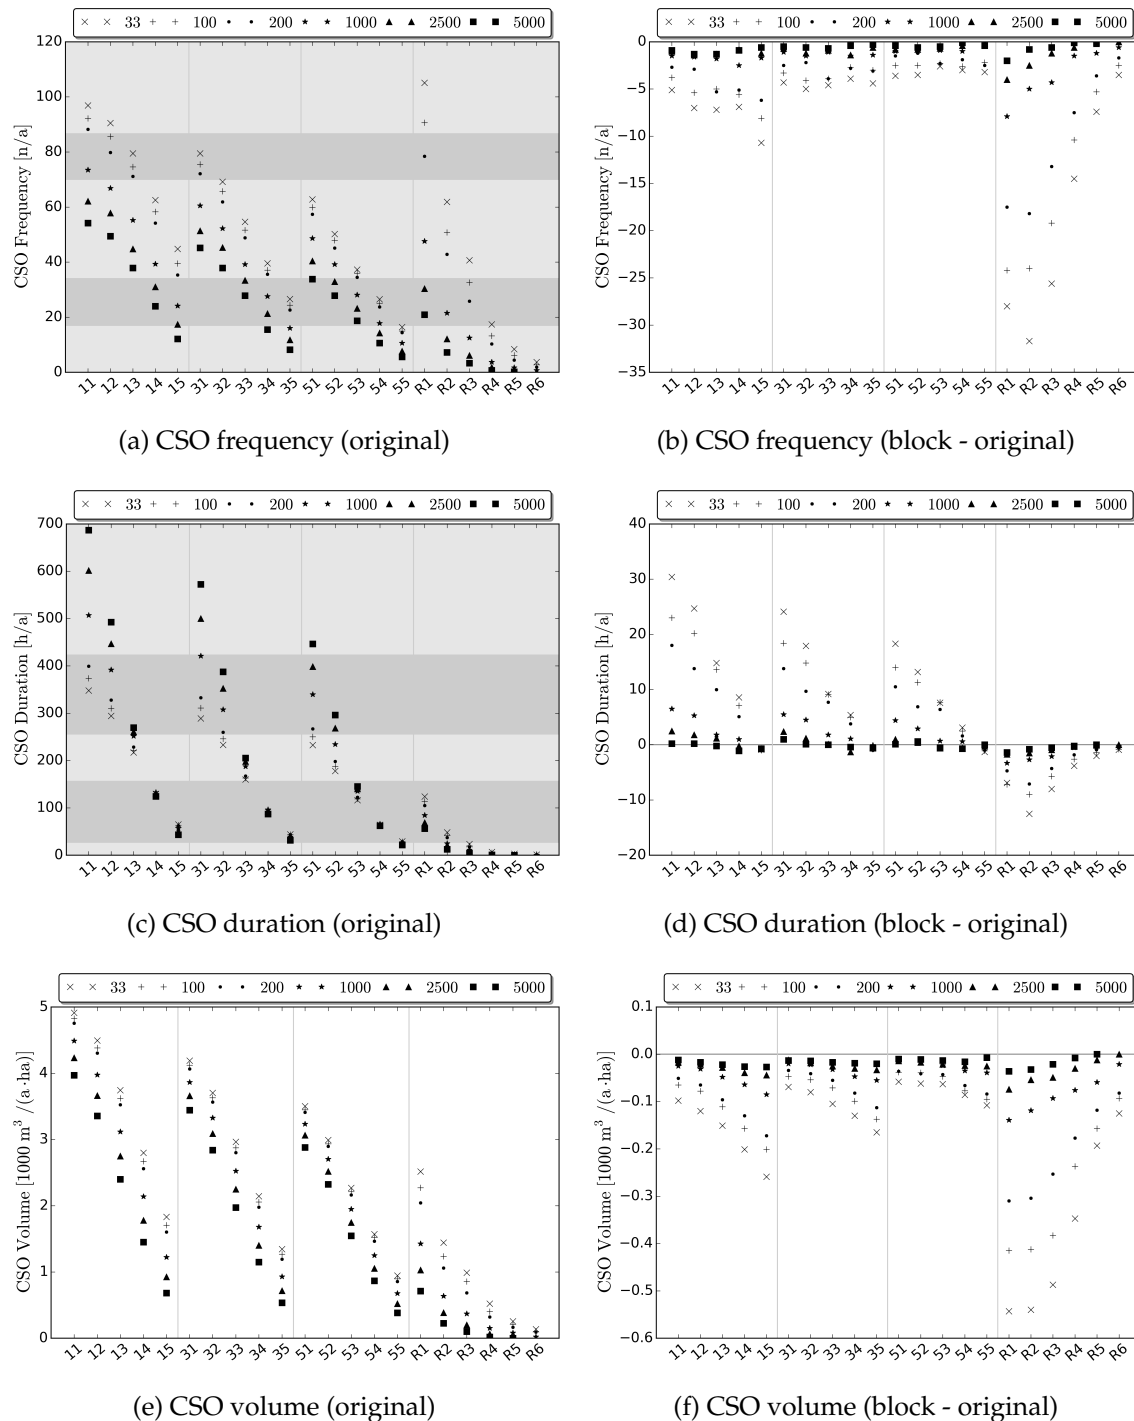 33 100 200 1000 2500 5000
120
100
80
60
40
20
0
CSO Frequency [n/a]
11 12 13 14 15 31 32 33 34 35 51 52 53 54 55 R1 R2 R3 R4 R5 R6
(a) CSO frequency (original)
33 100 200 1000 2500 5000
0
−5
−10
−15
−20
−25
−30
−35
CSO Frequency [n/a]
11 12 13 14 15 31 32 33 34 35 51 52 53 54 55 R1 R2 R3 R4 R5 R6
(b) CSO frequency (block - original)
33 100 200 1000 2500 5000
700
600
500
400
300
200
100
0
CSO Duration [h/a]
11 12 13 14 15 31 32 33 34 35 51 52 53 54 55 R1 R2 R3 R4 R5 R6
(c) CSO duration (original)
33 100 200 1000 2500 5000
40
30
20
10
0
−10
−20
CSO Duration [h/a]
11 12 13 14 15 31 32 33 34 35 51 52 53 54 55 R1 R2 R3 R4 R5 R6
(d) CSO duration (block - original)
33 100 200 1000 2500 5000
5
4
3
2
1
0
CSO Volume [1000 m³/(a·ha)]
11 12 13 14 15 31 32 33 34 35 51 52 53 54 55 R1 R2 R3 R4 R5 R6
(e) CSO volume (original)
33 100 200 1000 2500 5000
0.1
0.0
−0.1
−0.2
−0.3
−0.4
−0.5
−0.6
CSO Volume [1000 m³/(a·ha)]
11 12 13 14 15 31 32 33 34 35 51 52 53 54 55 R1 R2 R3 R4 R5 R6
(f) CSO volume (block - original)